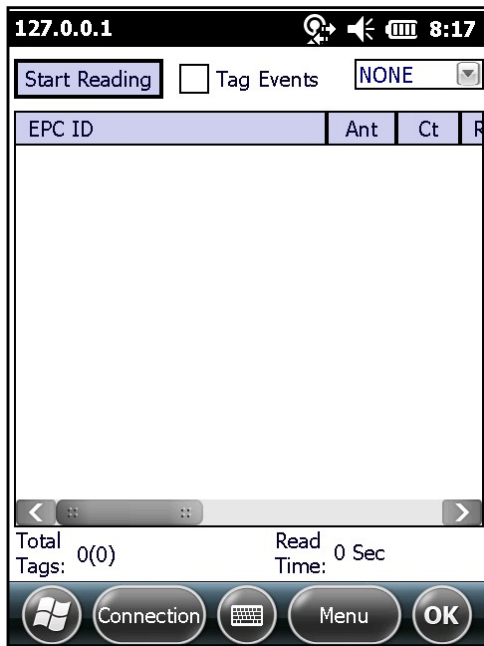 127.0.0.1 8:17
Start Reading Tag Events NONE
EPC ID Ant Ct R
Total Tags: 0(0) Read Time: 0 Sec
Connection Menu OK